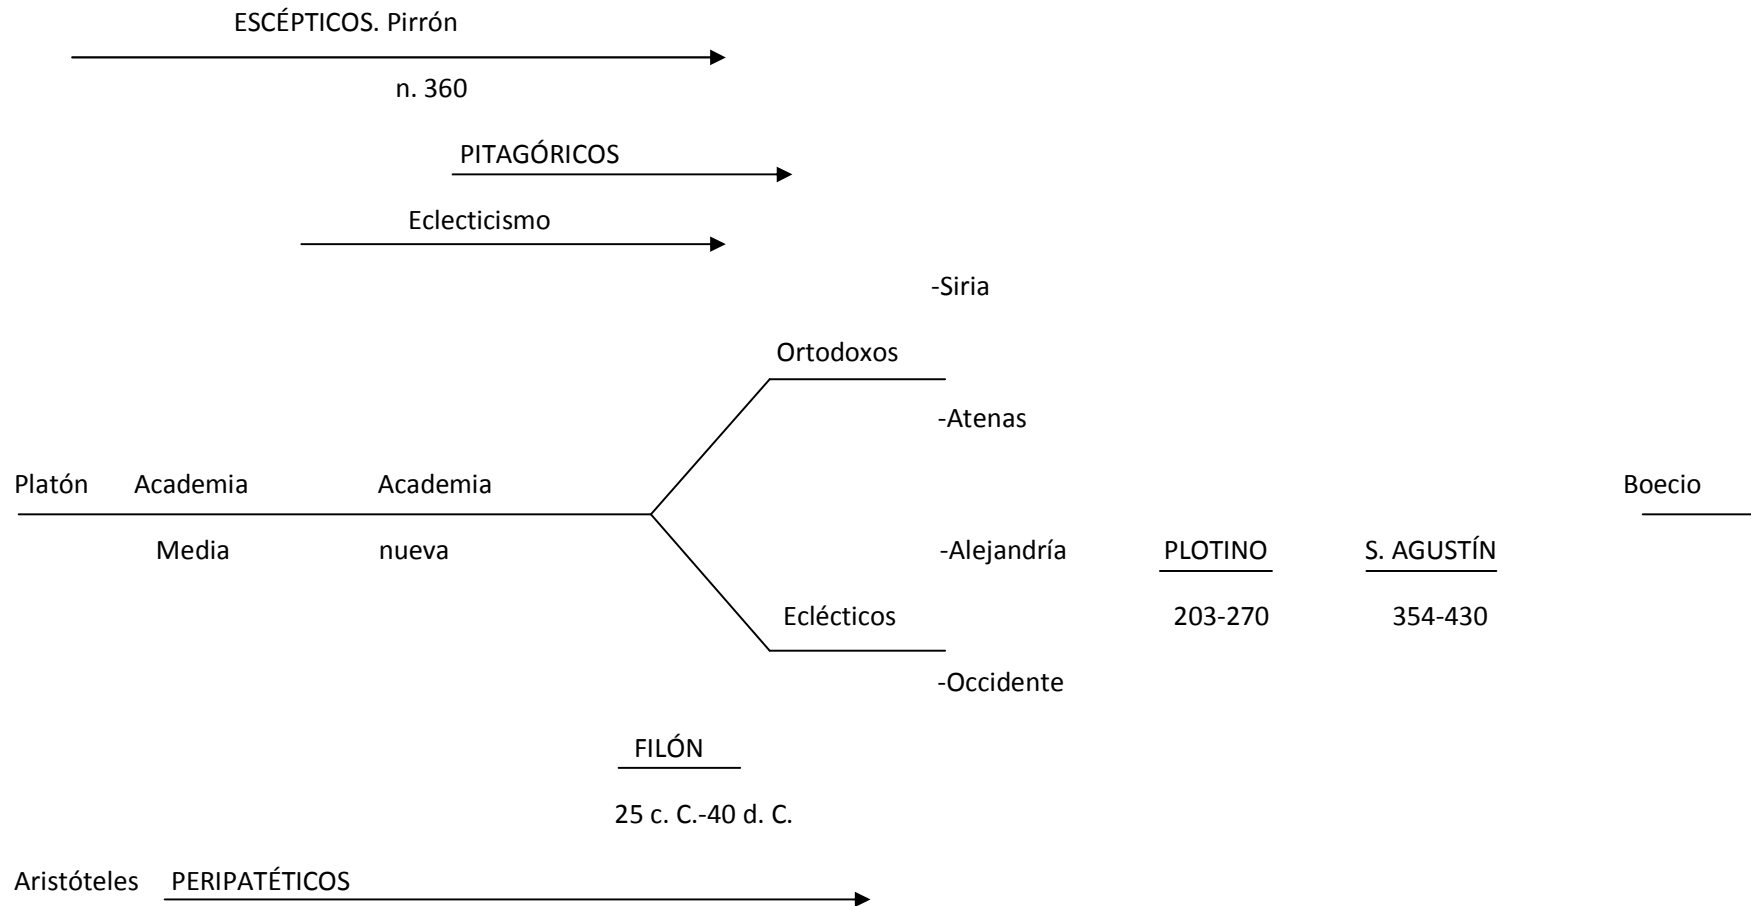 ESCÉPTICOS. Pirrón
n. 360
PITAGÓRICOS
Eclecticismo
-Siria
Ortodoxos
-Atenas
Platón Academia Academia Boecio
Media nueva -Alejandría PLOTINO S. AGUSTÍN
Eclécticos 203-270 354-430
-Occidente
FILÓN
25 c. C.-40 d. C.
Aristóteles PERIPATÉTICOS